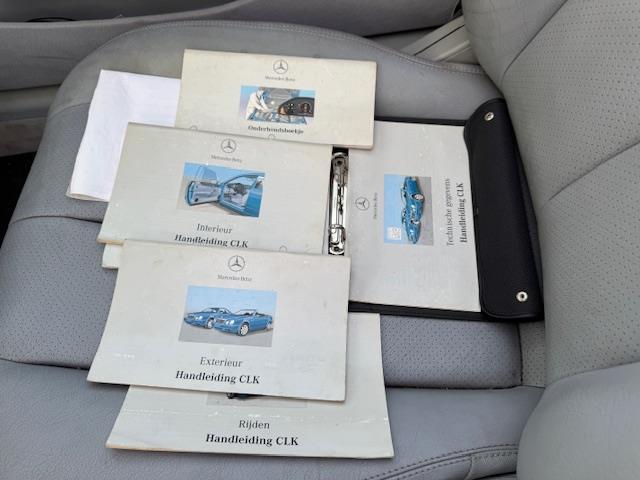 Mercedes-Benz
Onderhoudsboekje
Mercedes-Benz
Interieur
Handleiding CLK
Mercedes-Benz
Technische gegevens
Handleiding CLK
Mercedes-Benz
Exterieur
Handleiding CLK
Rijden
Handleiding CLK